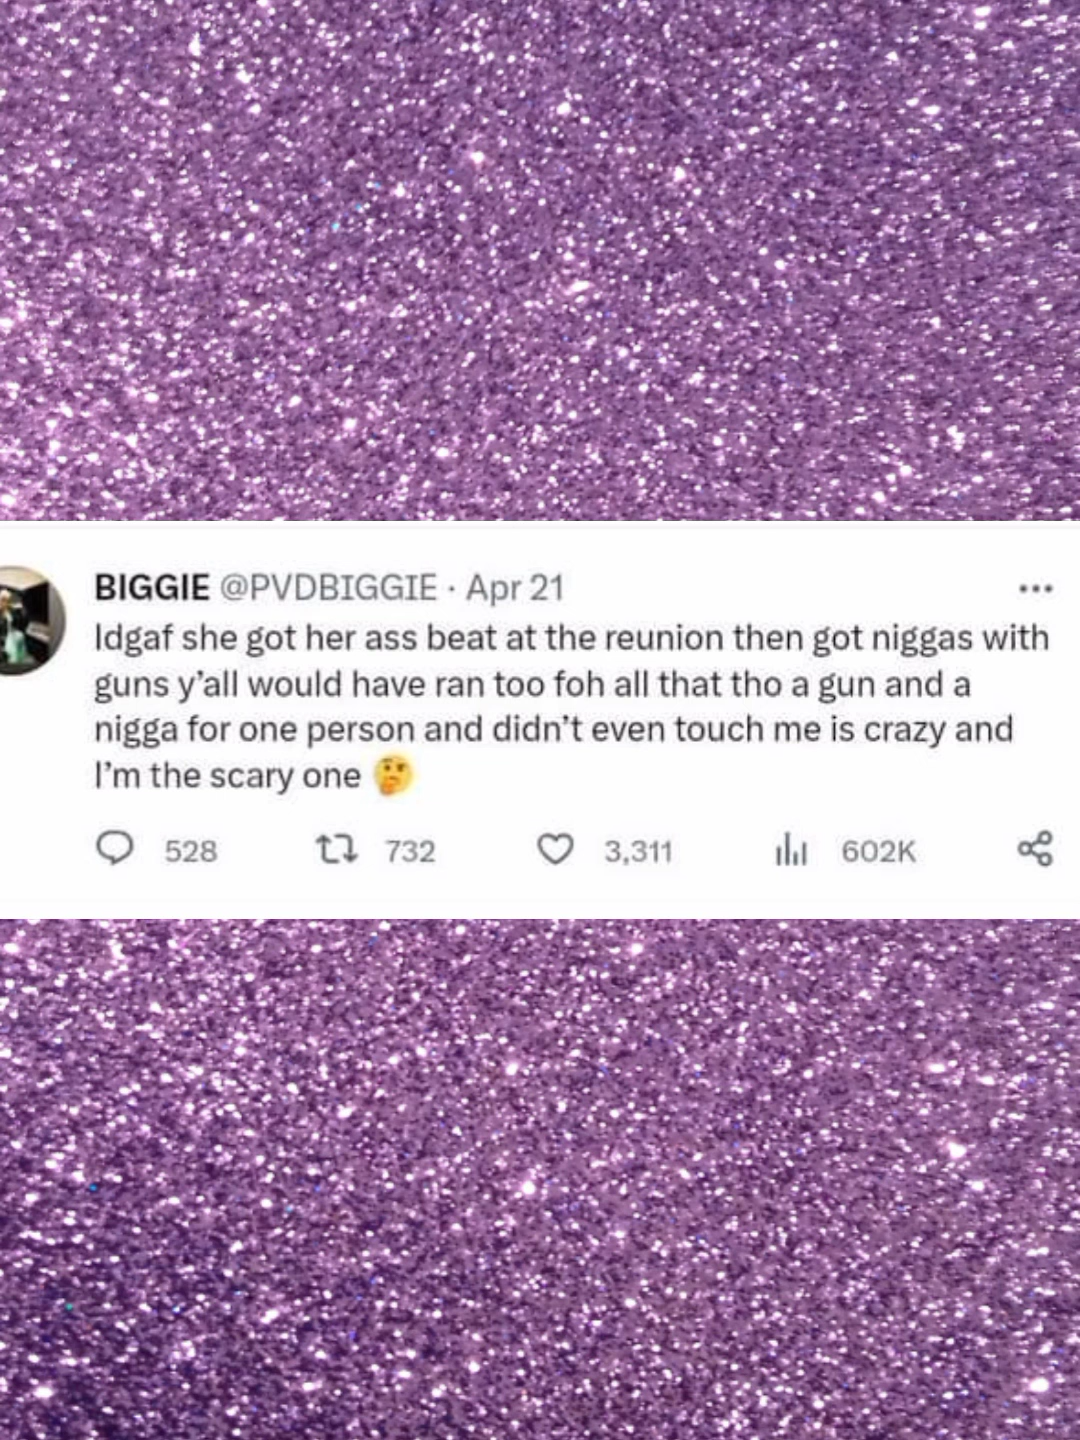 BIGGIE @PVDBIGGIE · Apr 21
Idgaf she got her ass beat at the reunion then got niggas with
guns y’all would have ran too foh all that tho a gun and a
nigga for one person and didn’t even touch me is crazy and
I’m the scary one 🤔
528 732 3,311 602K